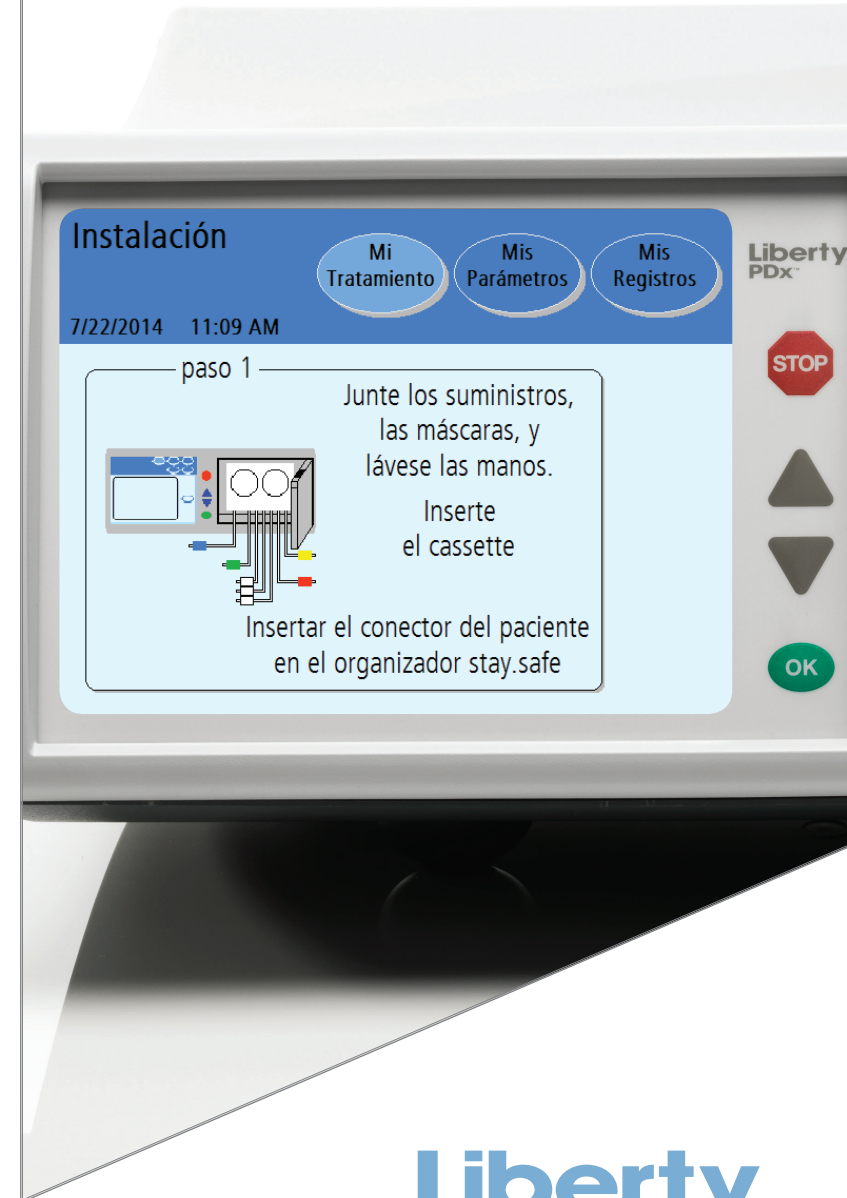 Instalación
Mi
Tratamiento
Mis
Parámetros
Mis
Registros
7/22/2014 11:09 AM
paso 1
Junte los suministros,
las máscaras, y
lávese las manos.
Inserte
el cassette
Insertar el conector del paciente
en el organizador stay.safe
Liberty
PDx™
STOP
OK
Liberty